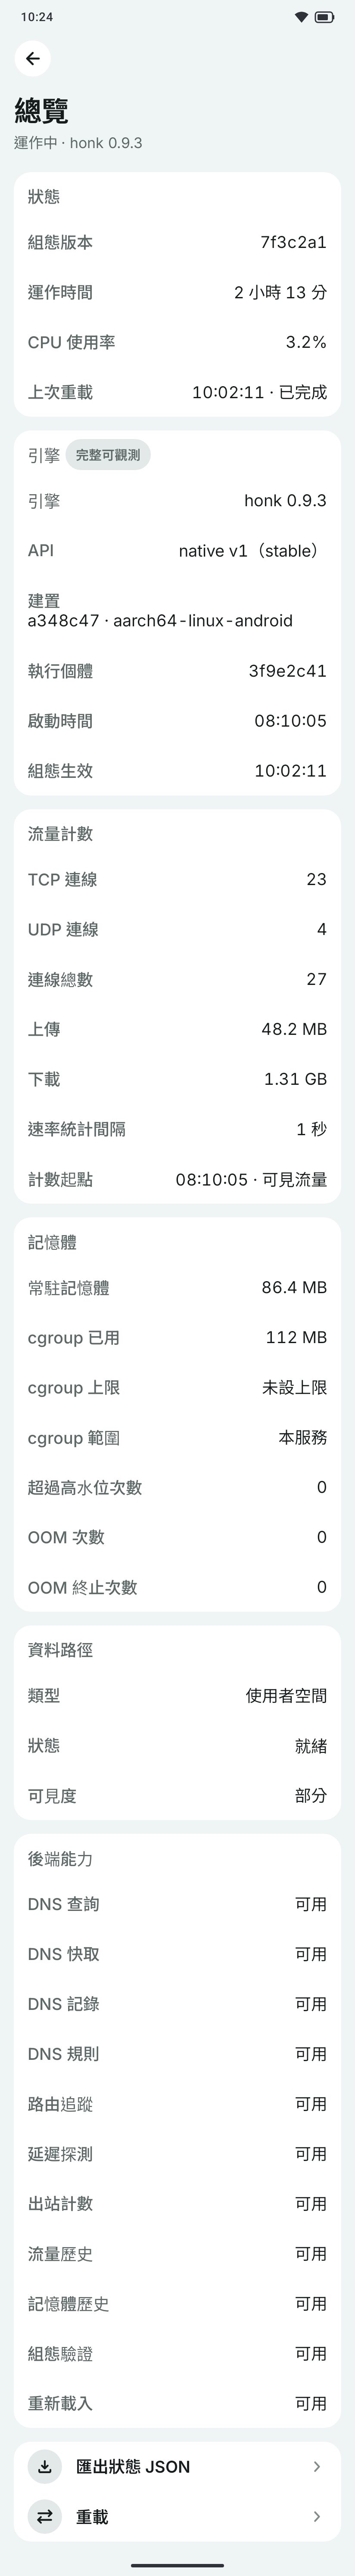 10:24
總覽
運作中 · honk 0.9.3
狀態
組態版本 7f3c2a1
運作時間 2 小時 13 分
CPU 使用率 3.2%
上次重載 10:02:11 · 已完成
引擎 完整可觀測
引擎 honk 0.9.3
API native v1（stable）
建置
a348c47 · aarch64-linux-android
執行個體 3f9e2c41
啟動時間 08:10:05
組態生效 10:02:11
流量計數
TCP 連線 23
UDP 連線 4
連線總數 27
上傳 48.2 MB
下載 1.31 GB
速率統計間隔 1 秒
計數起點 08:10:05 · 可見流量
記憶體
常駐記憶體 86.4 MB
cgroup 已用 112 MB
cgroup 上限 未設上限
cgroup 範圍 本服務
超過高水位次數 0
OOM 次數 0
OOM 終止次數 0
資料路徑
類型 使用者空間
狀態 就緒
可見度 部分
後端能力
DNS 查詢 可用
DNS 快取 可用
DNS 記錄 可用
DNS 規則 可用
路由追蹤 可用
延遲探測 可用
出站計數 可用
流量歷史 可用
記憶體歷史 可用
組態驗證 可用
重新載入 可用
匯出狀態 JSON
重載